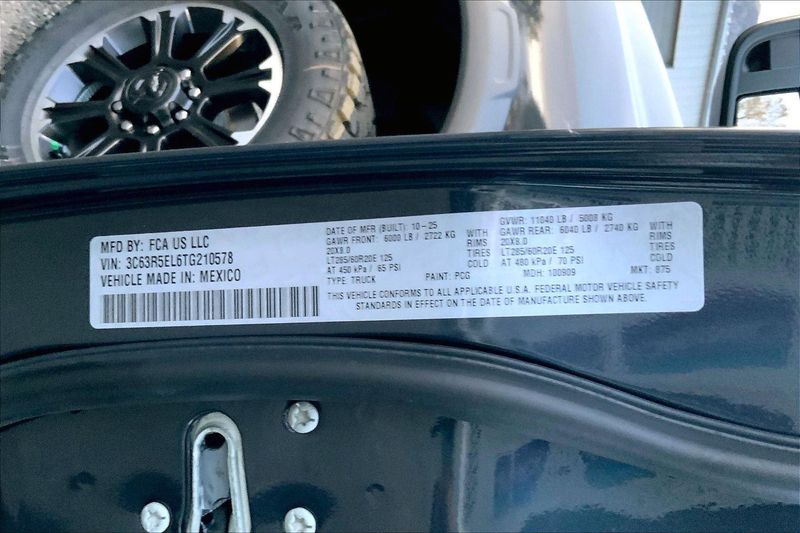 MFD BY: FCA US LLC
VIN: 3C63R5EL6TG210578
VEHICLE MADE IN: MEXICO
DATE OF MFR (BUILT): 10-25
GAWR FRONT: 6000 LB / 2722 KG WITH
20X8.0 RIMS
LT285/60R20E 125 TIRES
AT 450 kPa / 65 PSI COLD
TYPE: TRUCK PAINT: PCG
GVWR: 11040 LB / 5008 KG
GAWR REAR: 6040 LB / 2740 KG WITH
20X8.0 RIMS
LT285/60R20E 125 TIRES
AT 480 kPa / 70 PSI COLD
MDH: 100909 MKT: 875
THIS VEHICLE CONFORMS TO ALL APPLICABLE U.S.A. FEDERAL MOTOR VEHICLE SAFETY
STANDARDS IN EFFECT ON THE DATE OF MANUFACTURE SHOWN ABOVE.